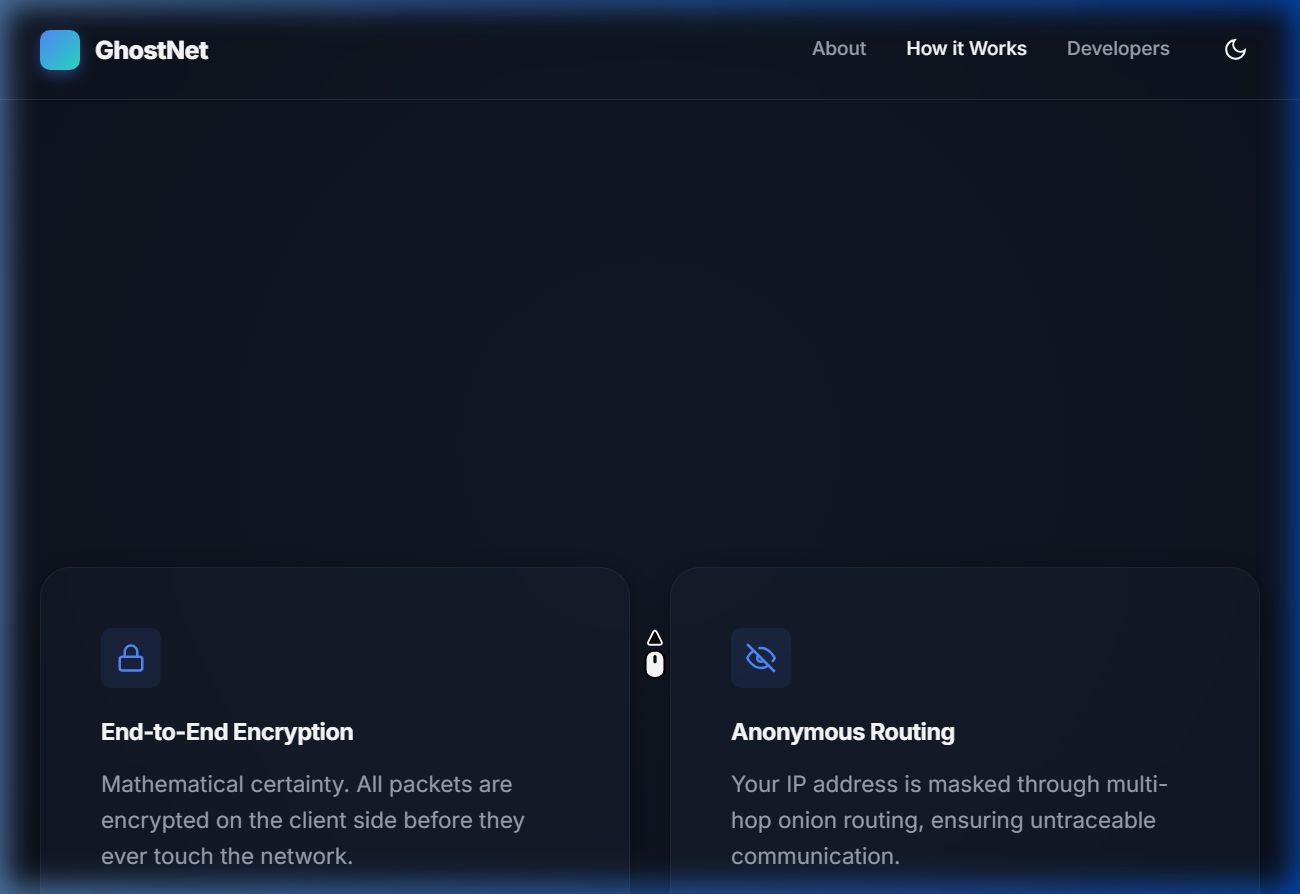 GhostNet
About
How it Works
Developers
End-to-End Encryption
Mathematical certainty. All packets are
encrypted on the client side before they
ever touch the network.
Anonymous Routing
Your IP address is masked through multi-
hop onion routing, ensuring untraceable
communication.